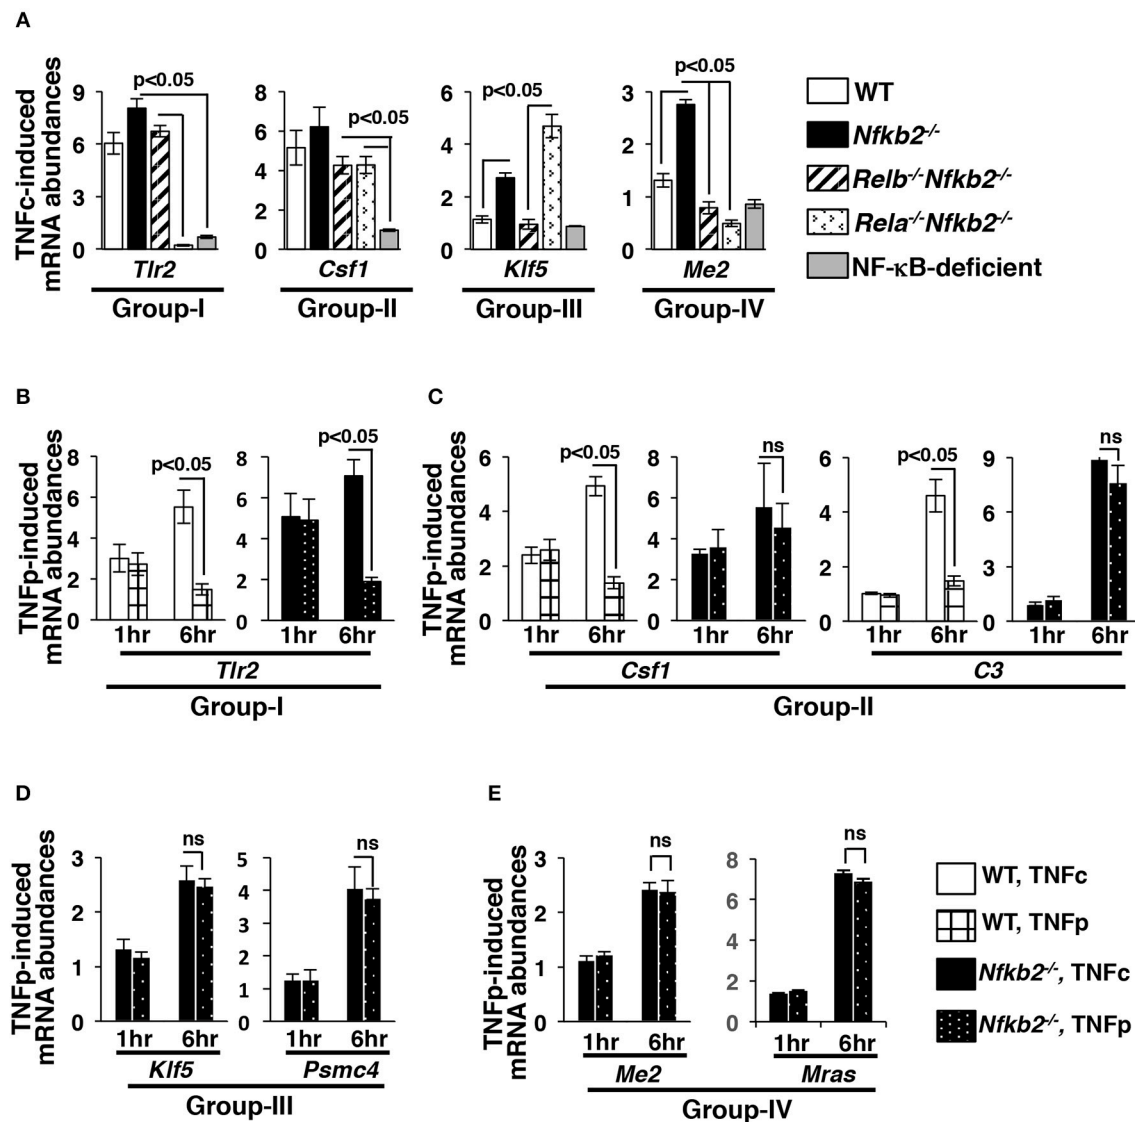 A
TNFc-induced
mRNA abundances
9
6
3
0
p<0.05
Tlr2
Group-I
8
6
4
2
0
p<0.05
Csf1
Group-II
6
4
2
0
p<0.05
Klf5
Group-III
3
2
1
0
p<0.05
Me2
Group-IV
WT
Nfkb2-/-
Relb-/-Nfkb2-/-
Rela-/-Nfkb2-/-
NF-κB-deficient
B
TNFp-induced
mRNA abundances
8
6
4
2
0
p<0.05
1hr 6hr
8
6
4
2
0
p<0.05
1hr 6hr
Tlr2
Group-I
C
TNFp-induced
mRNA abundances
6
4
2
0
p<0.05
1hr 6hr
8
6
4
2
0
ns
1hr 6hr
Csf1
6
4
2
0
p<0.05
1hr 6hr
9
6
3
0
ns
1hr 6hr
C3
Group-II
D
TNFp-induced
mRNA abundances
3
2
1
0
ns
1hr 6hr
Klf5
5
4
3
2
1
0
ns
1hr 6hr
Psmc4
Group-III
E
TNFp-induced
mRNA abundances
3
2
1
0
ns
1hr 6hr
Me2
8
6
4
2
0
ns
1hr 6hr
Mras
Group-IV
WT, TNFc
WT, TNFp
Nfkb2-/-, TNFc
Nfkb2-/-, TNFp